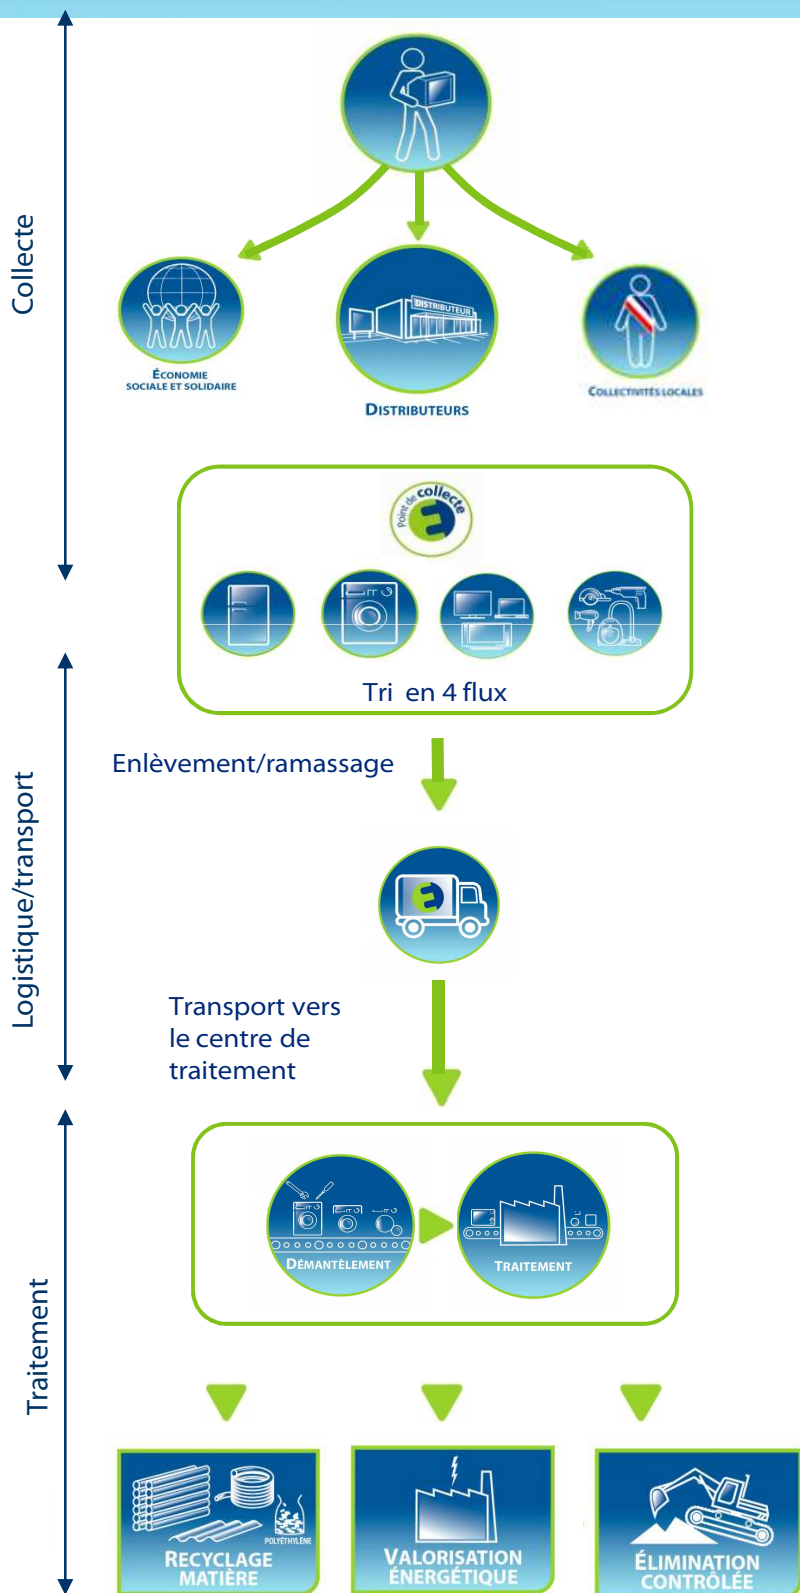 Collecte
ÉCONOMIE
SOCIALE ET SOLIDAIRE
DISTRIBUTEUR
DISTRIBUTEURS
COLLECTIVITÉS LOCALES
Point de collecte
Tri en 4 flux
Logistique/transport
Enlèvement/ramassage
Transport vers
le centre de
traitement
Traitement
DÉMANTÈLEMENT
TRAITEMENT
POLYÉTHYLÈNE
RECYCLAGE
MATIÈRE
VALORISATION
ÉNERGÉTIQUE
ÉLIMINATION
CONTRÔLÉE